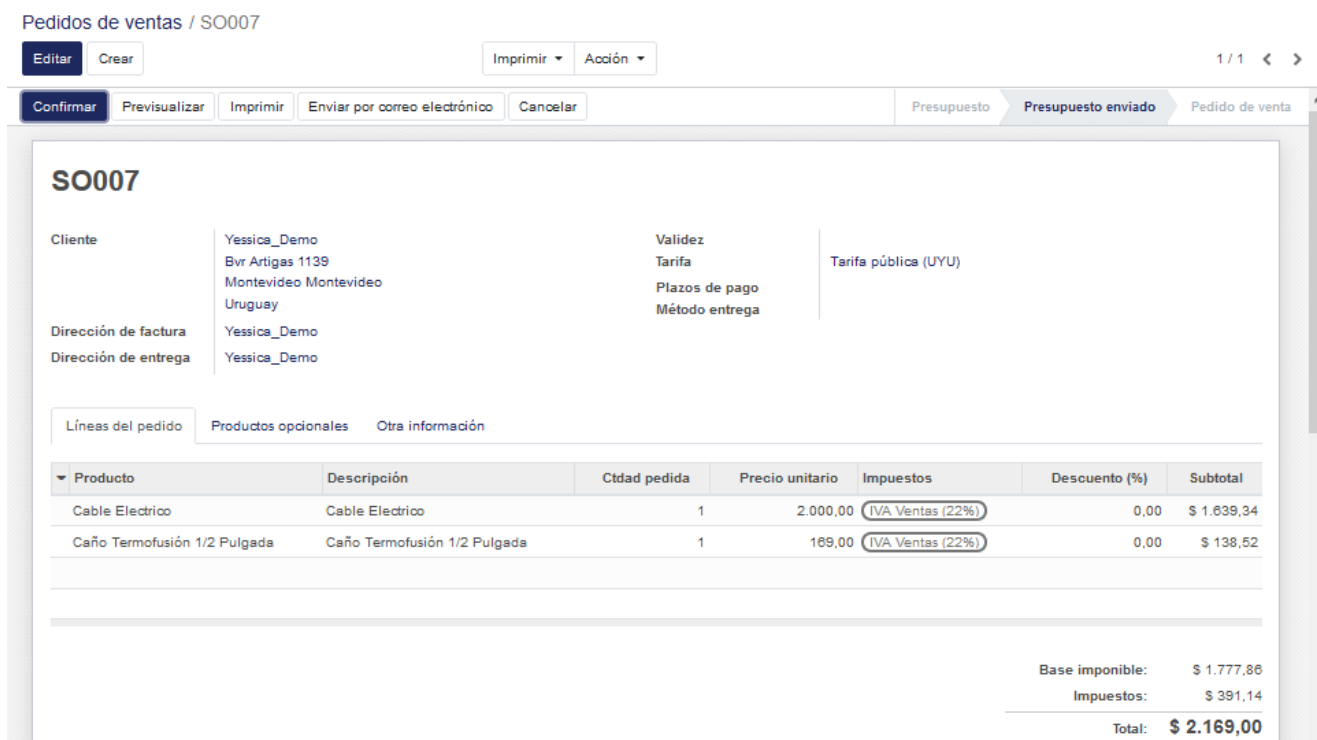 Pedidos de ventas / SO007
Editar Crear Imprimir Acción 1 / 1
Confirmar Previsualizar Imprimir Enviar por correo electrónico Cancelar Presupuesto Presupuesto enviado Pedido de venta
SO007
Cliente Yessica_Demo Validez
Bvr Artigas 1139 Tarifa Tarifa pública (UYU)
Montevideo Montevideo Plazos de pago
Uruguay Método entrega
Dirección de factura Yessica_Demo
Dirección de entrega Yessica_Demo
Líneas del pedido Productos opcionales Otra información
Producto Descripción Ctdad pedida Precio unitario Impuestos Descuento (%) Subtotal
Cable Electrico Cable Electrico 1 2.000,00 IVA Ventas (22%) 0,00 $ 1.639,34
Caño Termofusión 1/2 Pulgada Caño Termofusión 1/2 Pulgada 1 169,00 IVA Ventas (22%) 0,00 $ 138,52
Base imponible: $ 1.777,86
Impuestos: $ 391,14
Total: $ 2.169,00